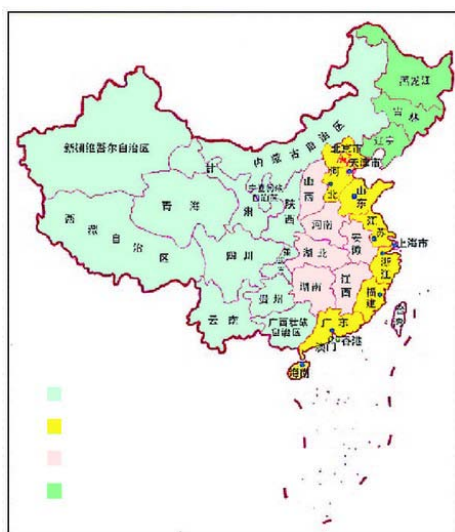 黑龙江
吉林
辽宁
内蒙古自治区
新疆维吾尔自治区
北京市
天津市
甘
肃
宁夏回族
自治区
河
北
山
西
陕
西
山
东
青海
西藏自治区
河南
江
苏
安
徽
上海市
四川
湖北
浙
江
湖南
江
西
贵州
福
建
云南
广西壮族
自治区
广东
香港
澳门
海南